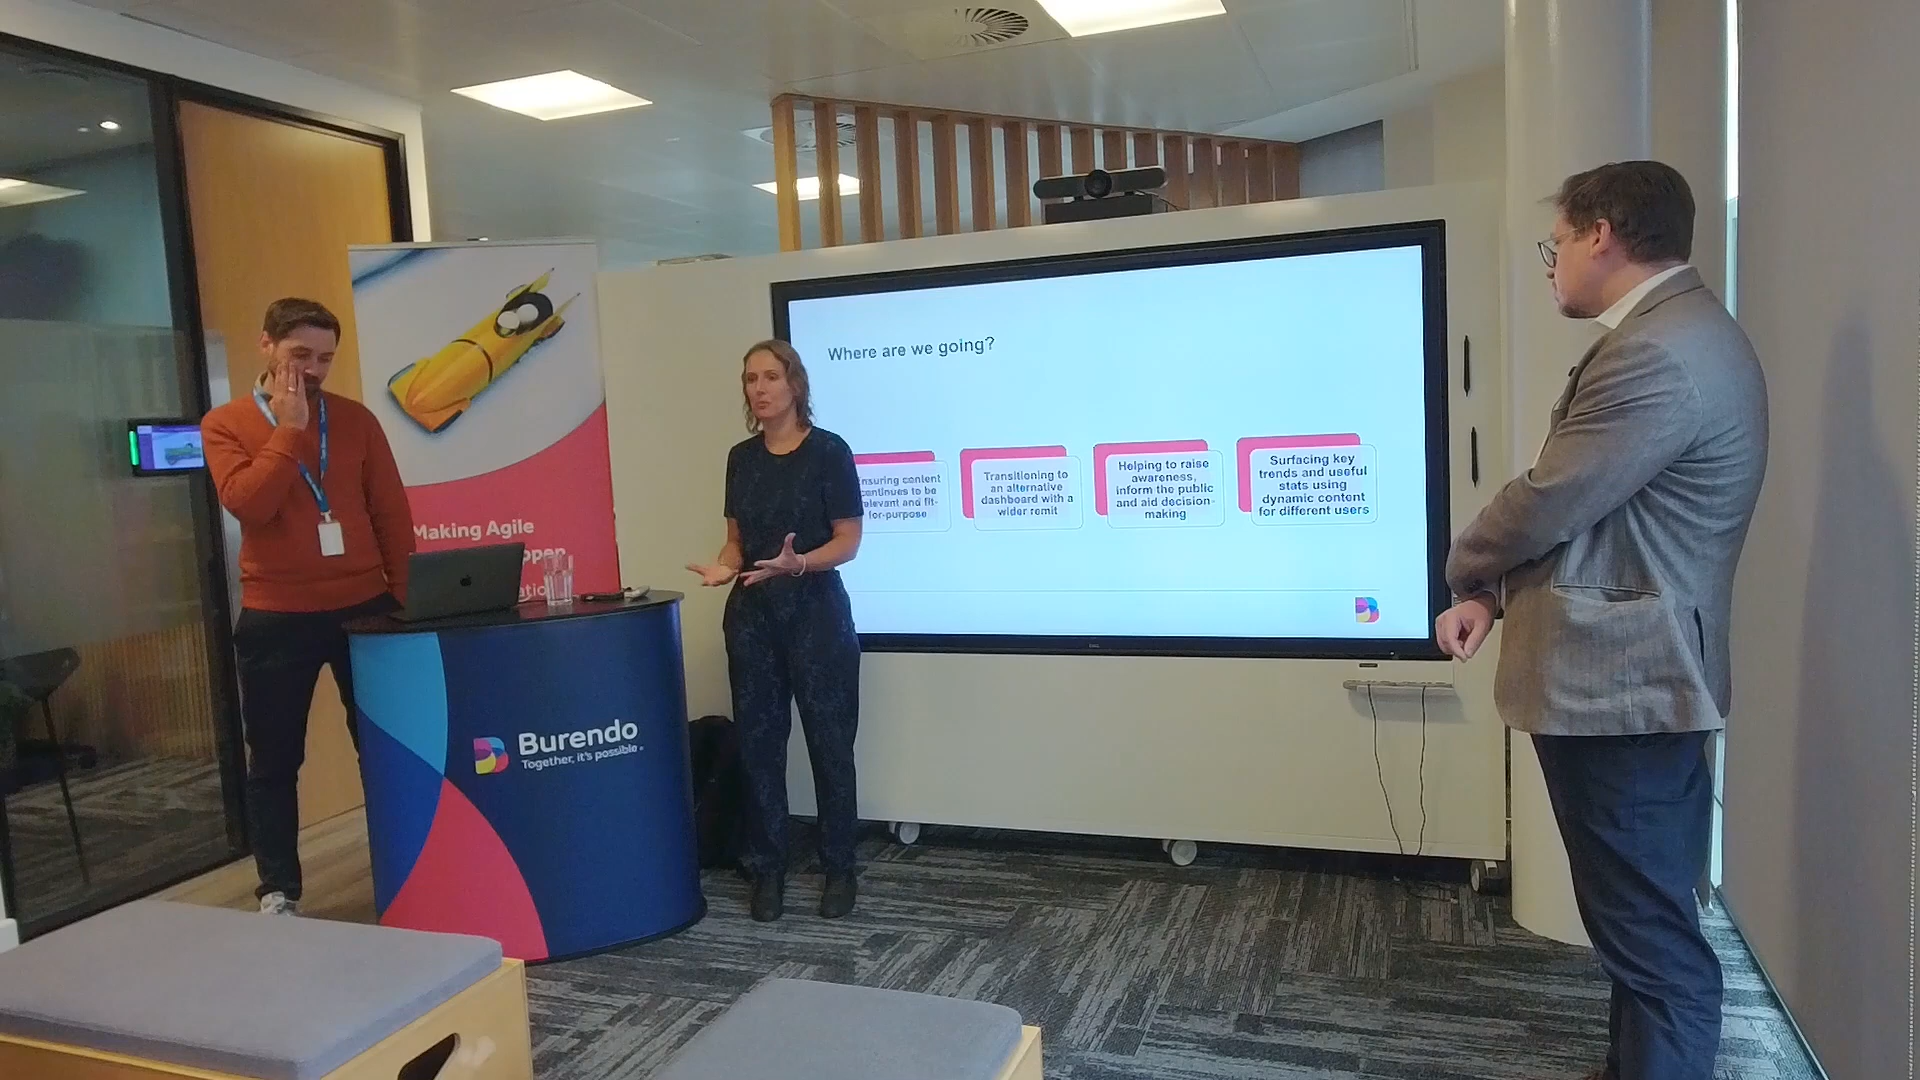 Where are we going?
content
continues to be
and fit-
for-purpose
Transitioning to
an alternative
dashboard with a
wider remit
Helping to raise
awareness,
inform the public
and aid decision-
making
Surfacing key
trends and useful
stats using
dynamic content
for different users
Making Agile
Burendo
Together, it's possible